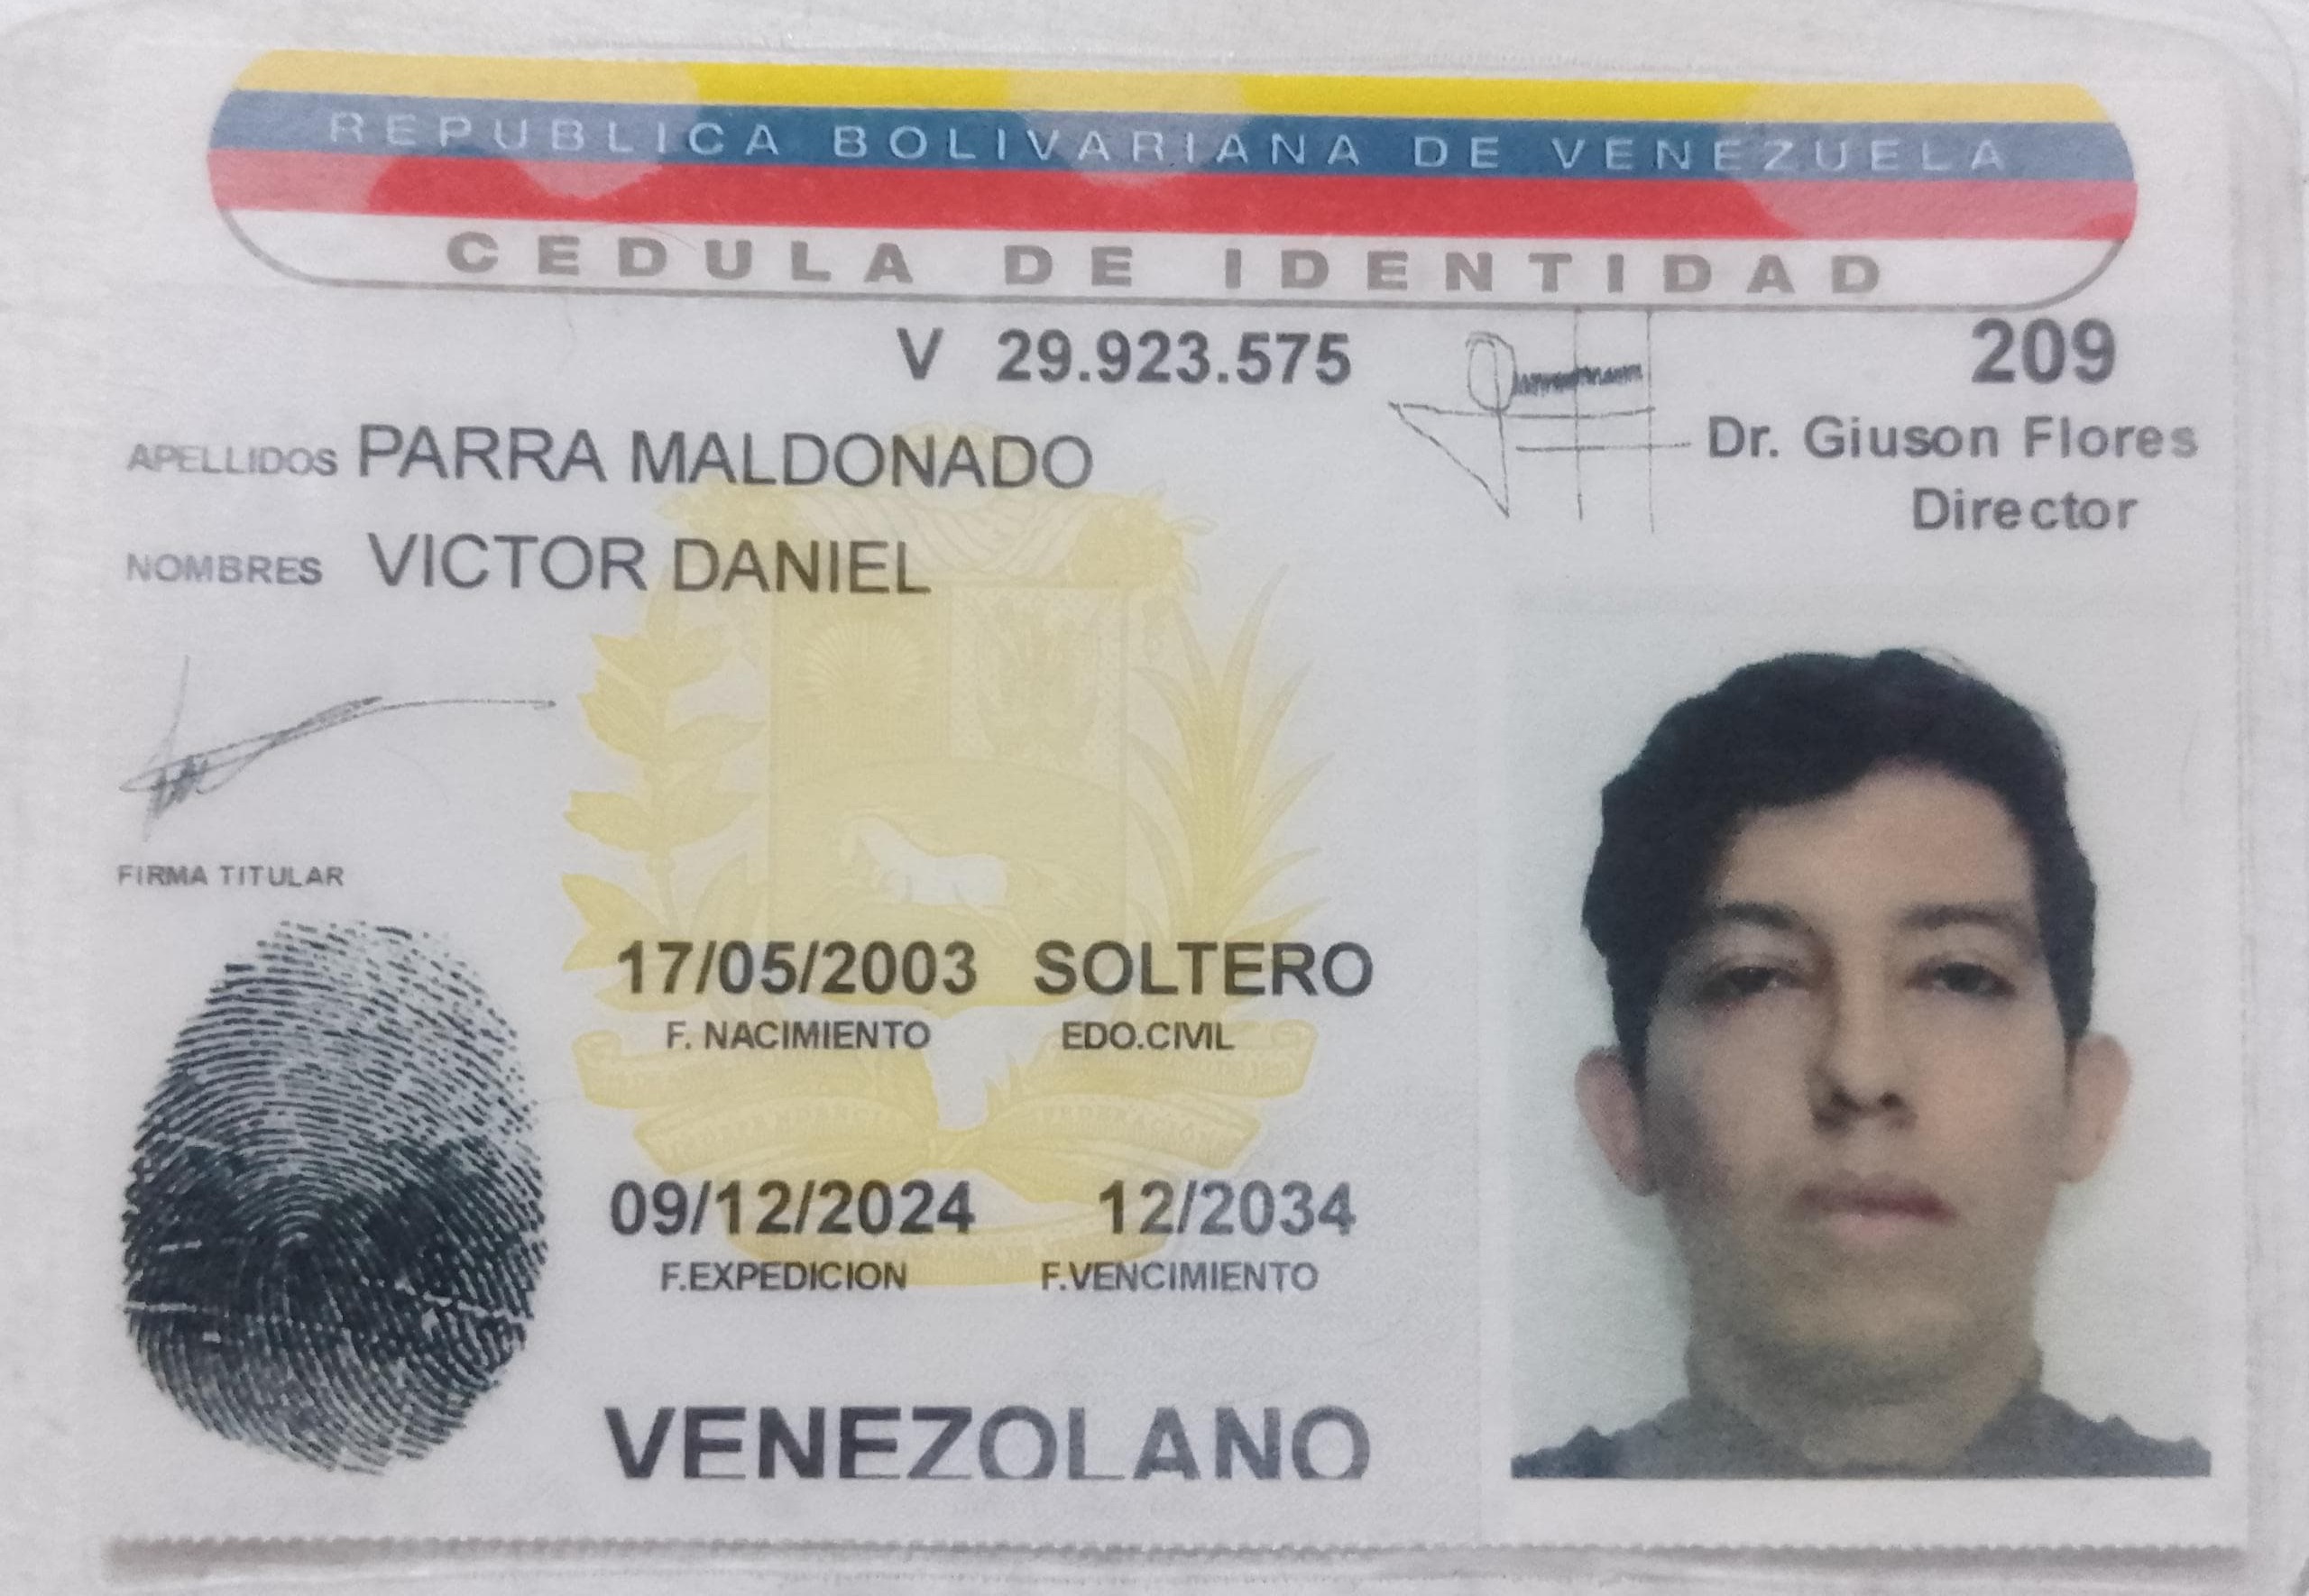 REPUBLICA BOLIVARIANA DE VENEZUELA
CEDULA DE IDENTIDAD
V 29.923.575
209
Dr. Giuson Flores
Director
APELLIDOS PARRA MALDONADO
NOMBRES VICTOR DANIEL
FIRMA TITULAR
17/05/2003 SOLTERO
F. NACIMIENTO EDO.CIVIL
09/12/2024 12/2034
F.EXPEDICION F.VENCIMIENTO
VENEZOLANO